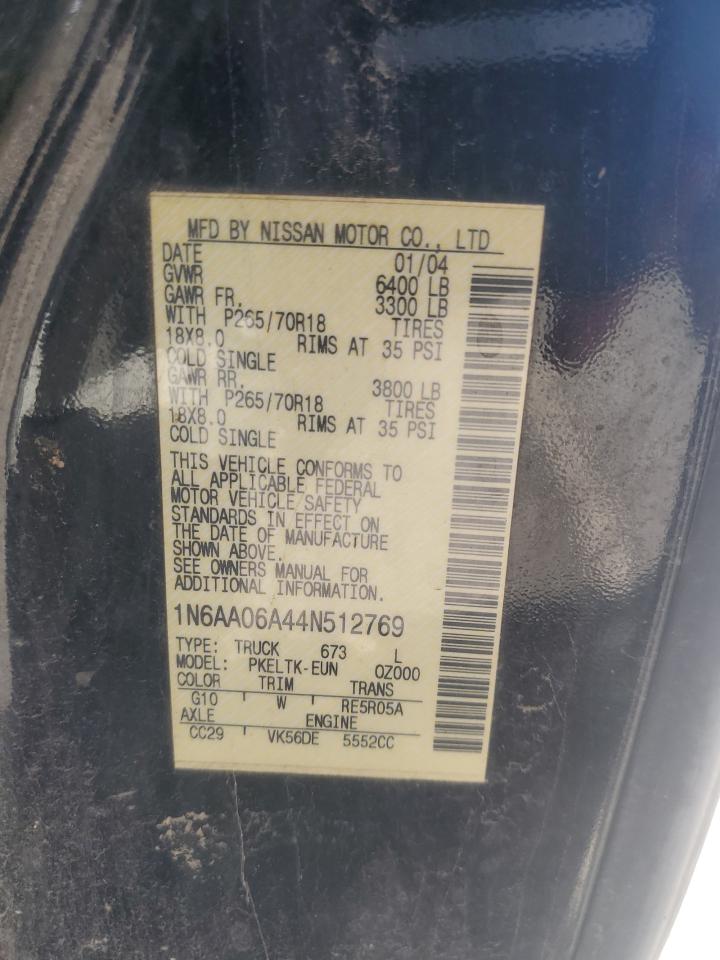 MFD BY NISSAN MOTOR CO., LTD
DATE 01/04
GVWR 6400 LB
GAWR FR. 3300 LB
WITH P265/70R18 TIRES
18X8.0 RIMS AT 35 PSI
COLD SINGLE
GAWR RR. 3800 LB
WITH P265/70R18 TIRES
18X8.0 RIMS AT 35 PSI
COLD SINGLE
THIS VEHICLE CONFORMS TO
ALL APPLICABLE FEDERAL
MOTOR VEHICLE SAFETY
STANDARDS IN EFFECT ON
THE DATE OF MANUFACTURE
SHOWN ABOVE.
SEE OWNERS MANUAL FOR
ADDITIONAL INFORMATION.
1N6AA06A44N512769
TYPE: TRUCK 673 L
MODEL: PKELTK-EUN 0Z000
COLOR TRIM TRANS
G10 W RE5R05A
AXLE ENGINE
CC29 VK56DE 5552CC